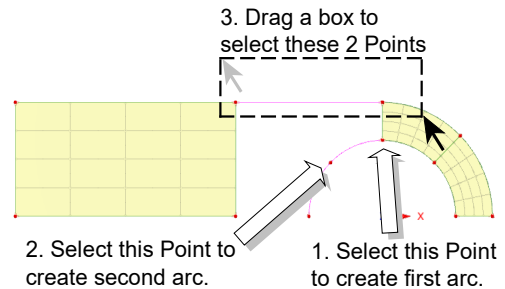 3. Drag a box to
select these 2 Points
X
2. Select this Point to
create second arc.
1. Select this Point
to create first arc.